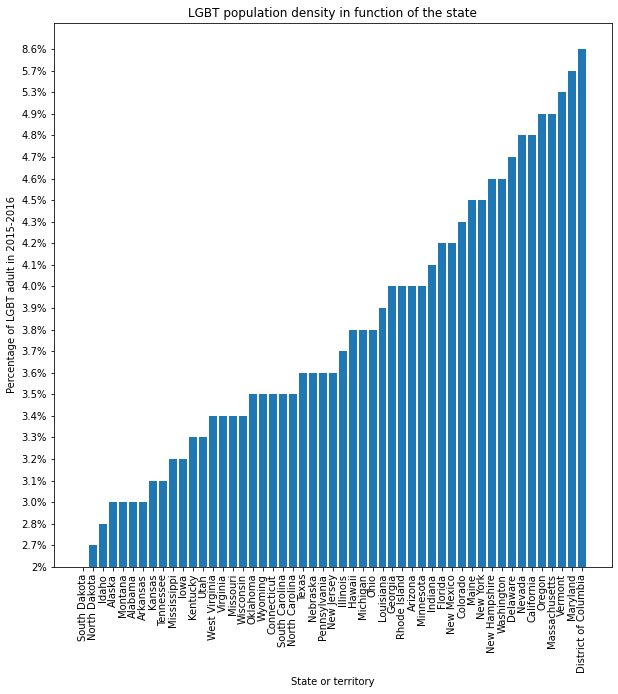 LGBT population density in function of the state
8.6%
5.7%
5.3%
4.9%
4.8%
4.7%
4.6%
4.5%
4.3%
4.2%
4.1%
4.0%
3.9%
3.8%
3.7%
3.6%
3.5%
3.4%
3.3%
3.2%
3.1%
3.0%
2.8%
2.7%
2%
Percentage of LGBT adult in 2015-2016
South Dakota
North Dakota
Idaho
Alaska
Montana
Alabama
Arkansas
Kansas
Tennessee
Mississippi
Iowa
Kentucky
Utah
West Virginia
Virginia
Missouri
Wisconsin
Oklahoma
Wyoming
Connecticut
South Carolina
North Carolina
Texas
Nebraska
Pennsylvania
New Jersey
Illinois
Hawaii
Michigan
Ohio
Louisiana
Georgia
Rhode Island
Arizona
Minnesota
Indiana
Florida
New Mexico
Colorado
Maine
New York
New Hampshire
Washington
Delaware
Nevada
California
Oregon
Massachusetts
Vermont
Maryland
District of Columbia
State or territory